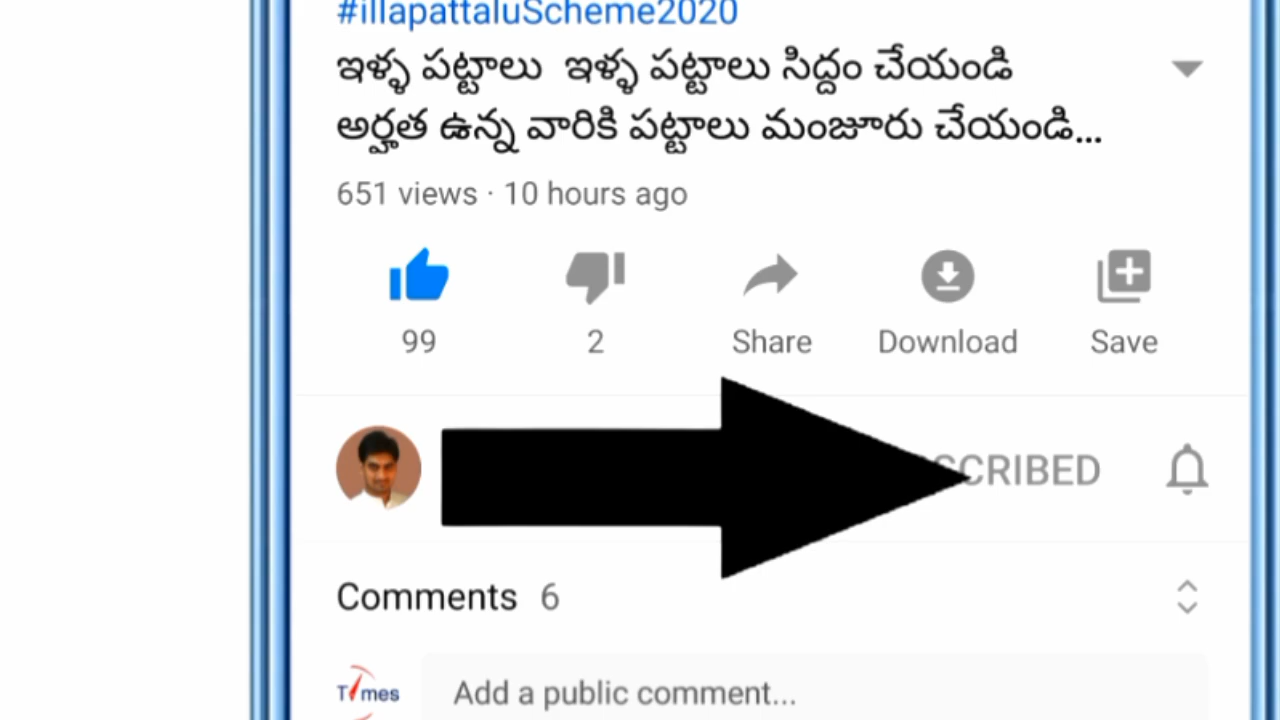 #illapattaluScheme2020
ఇళ్ళ పట్టాలు ఇళ్ళ పట్టాలు సిద్దం చేయండి
అర్హత ఉన్న వారికి పట్టాలు మంజూరు చేయండి...
651 views · 10 hours ago
99
2
Share
Download
Save
SCRIBED
Comments 6
Times
Add a public comment...